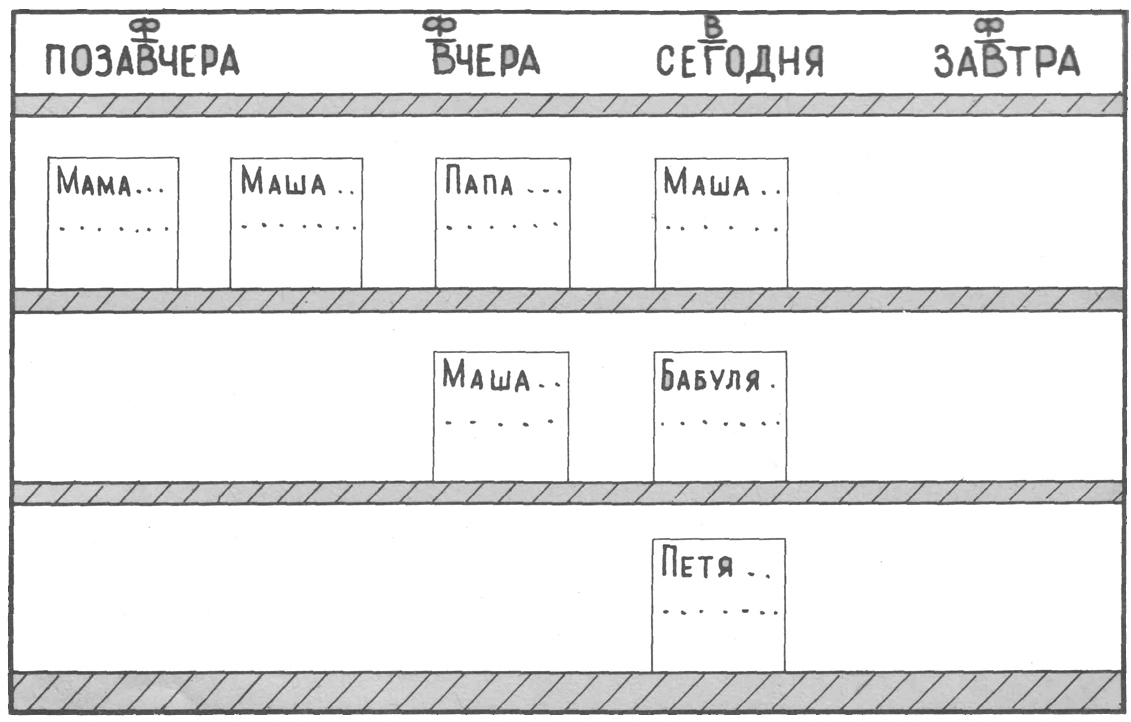 Ф Ф В Ф
ПОЗАВЧЕРА ВЧЕРА СЕГОДНЯ ЗАВТРА
Мама... Маша.. Папа... Маша..
Маша.. Бабуля.
Петя...